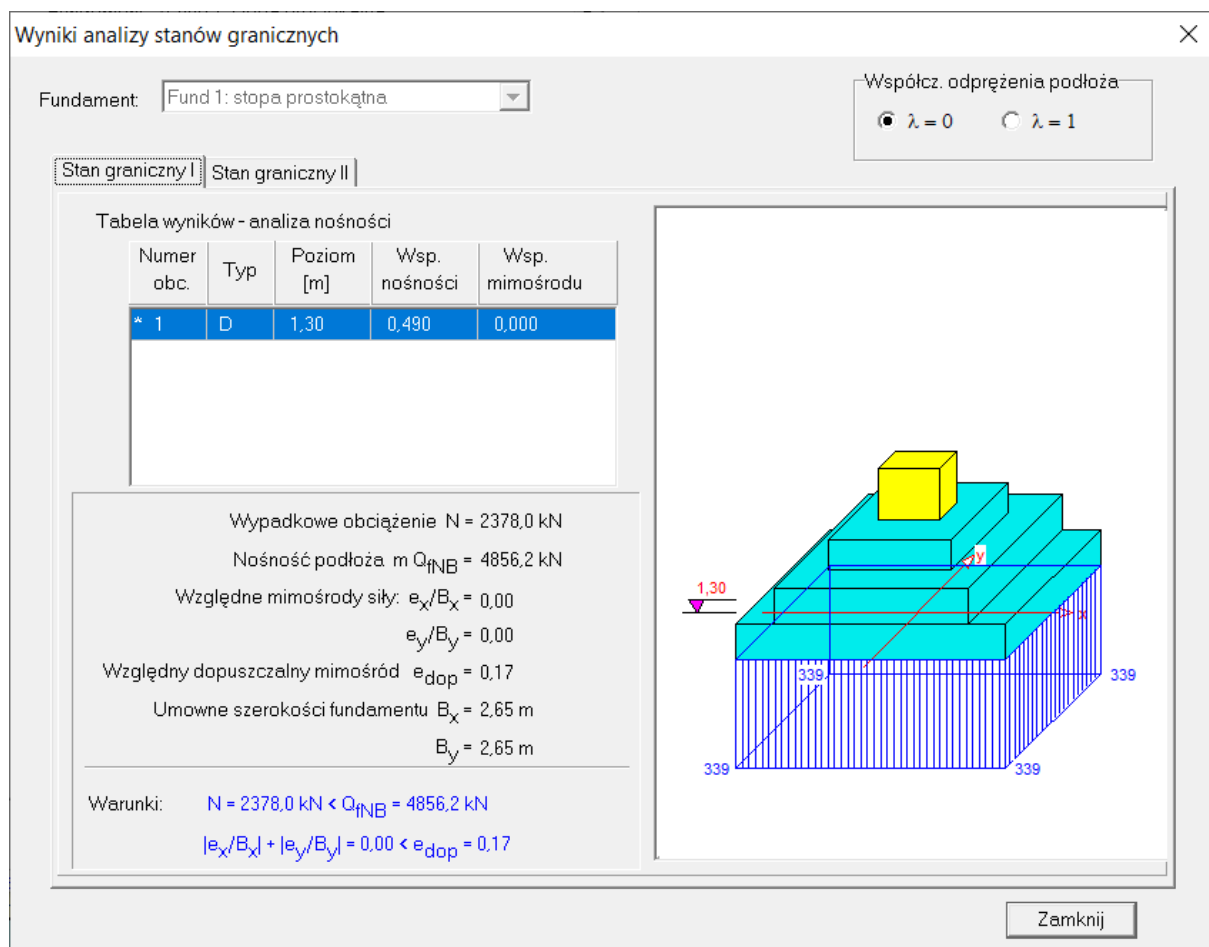 Wyniki analizy stanów granicznych
Fundament: Fund 1: stopa prostokątna
Współcz. odprężenia podłoża
λ = 0 λ = 1
Stan graniczny I Stan graniczny II
Tabela wyników - analiza nośności
Numer obc. Typ Poziom [m] Wsp. nośności Wsp. mimośrodu
* 1 D 1,30 0,490 0,000
Wypadkowe obciążenie N = 2378,0 kN
Nośność podłoża m QfNB = 4856,2 kN
Względne mimośrody siły: ex/Bx = 0,00
ey/By = 0,00
Względny dopuszczalny mimośród edop = 0,17
Umowne szerokości fundamentu Bx = 2,65 m
By = 2,65 m
Warunki: N = 2378,0 kN < QfNB = 4856,2 kN
|ex/Bx| + |ey/By| = 0,00 < edop = 0,17
y
1,30
x
339
339
339
339
Zamknij